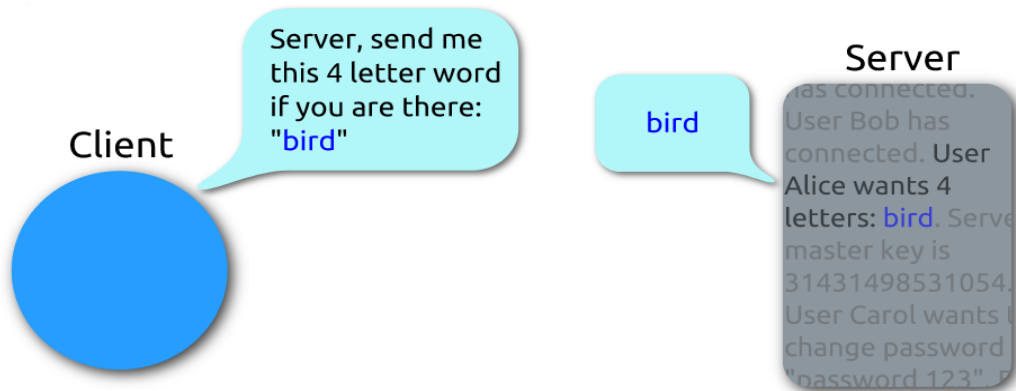 Client
Server, send me
this 4 letter word
if you are there:
"bird"
bird
Server
has connected.
User Bob has
connected. User
Alice wants 4
letters: bird. Serve
master key is
31431498531054.
User Carol wants t
change password
"password 123".